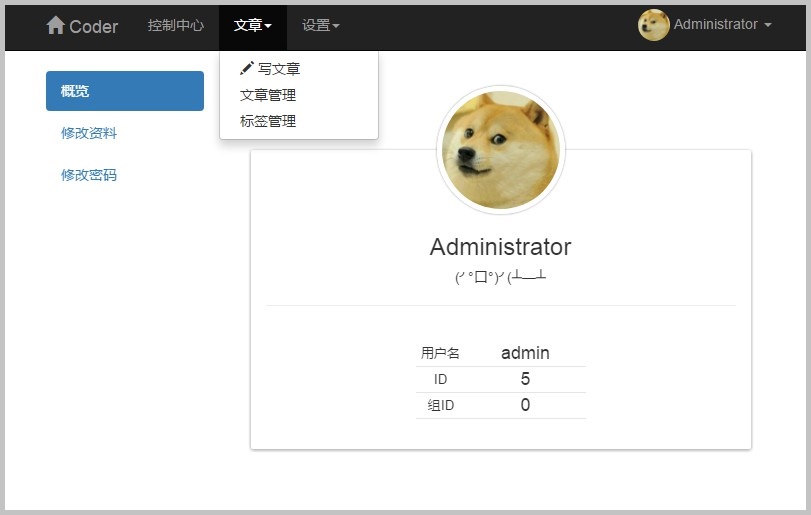 Coder 控制中心 文章 设置 Administrator
写文章
文章管理
标签管理
概览
修改资料
修改密码
Administrator
(╯°口°)╯(┴—┴
用户名 admin
ID 5
组ID 0